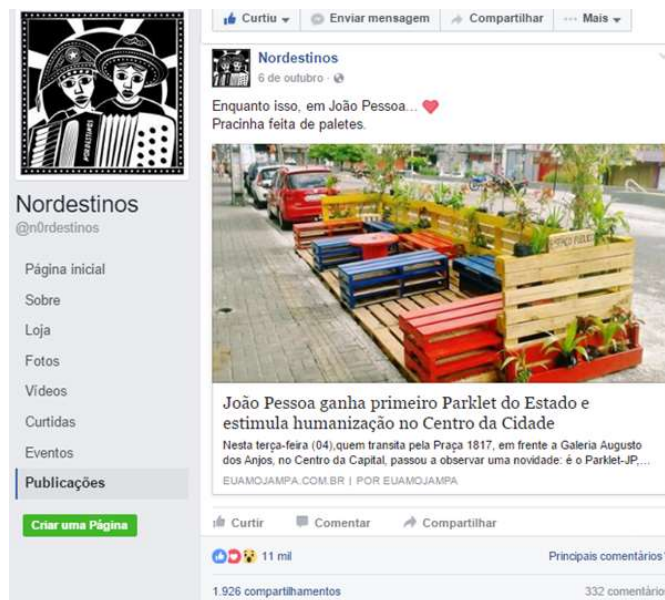 Curtiu
Enviar mensagem
Compartilhar
Mais
Nordestinos
@n0rdestinos
Página inicial
Sobre
Loja
Fotos
Vídeos
Curtidas
Eventos
Publicações
Criar uma Página
Nordestinos
6 de outubro
Enquanto isso, em João Pessoa...
Pracinha feita de paletes.
ESPAÇO PÚBLICO
João Pessoa ganha primeiro Parklet do Estado e
estimula humanização no Centro da Cidade
Nesta terça-feira (04),quem transita pela Praça 1817, em frente a Galeria Augusto
dos Anjos, no Centro da Capital, passou a observar uma novidade: é o Parklet-JP,...
EUAMOJAMPA.COM.BR | POR EUAMOJAMPA
Curtir
Comentar
Compartilhar
11 mil
Principais comentários
1.926 compartilhamentos
332 comentário